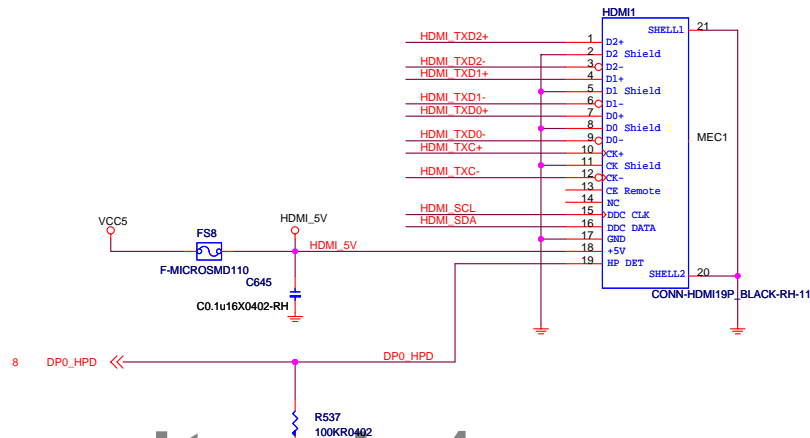 HDMI1
SHELL1 21
HDMI_TXD2+ 1 D2+
2 D2 Shield
HDMI_TXD2- 3 D2-
HDMI_TXD1+ 4 D1+
5 D1 Shield
HDMI_TXD1- 6 D1-
HDMI_TXD0+ 7 D0+
8 D0 Shield
MEC1
HDMI_TXD0- 9 D0-
HDMI_TXC+ 10 CK+
11 CK Shield
HDMI_TXC- 12 CK-
13 CE Remote
14 NC
HDMI_SCL 15 DDC CLK
HDMI_SDA 16 DDC DATA
17 GND
18 +5V
19 HP DET
SHELL2 20
CONN-HDMI19P_BLACK-RH-11
VCC5
FS8
HDMI_5V
HDMI_5V
F-MICROSMD110
C645
C0.1u16X0402-RH
8 DP0_HPD
DP0_HPD
R537
100KR0402